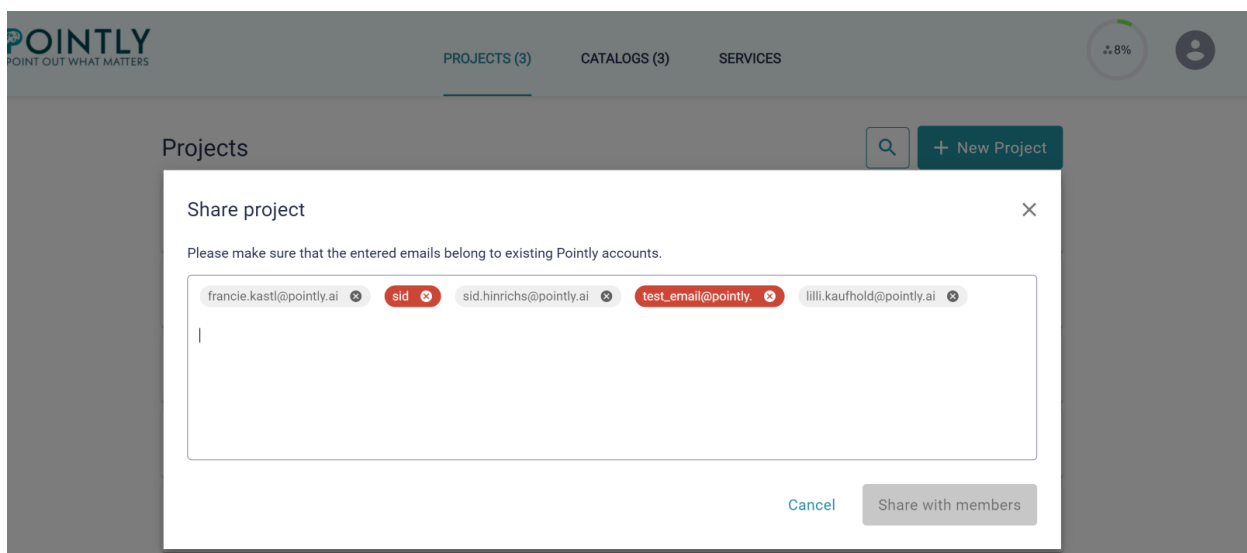 POINTLY
POINT OUT WHAT MATTERS
PROJECTS (3) CATALOGS (3) SERVICES 8%
Projects
+ New Project
Share project
Please make sure that the entered emails belong to existing Pointly accounts.
francie.kastl@pointly.ai sid sid.hinrichs@pointly.ai test_email@pointly. lilli.kaufhold@pointly.ai
Cancel Share with members